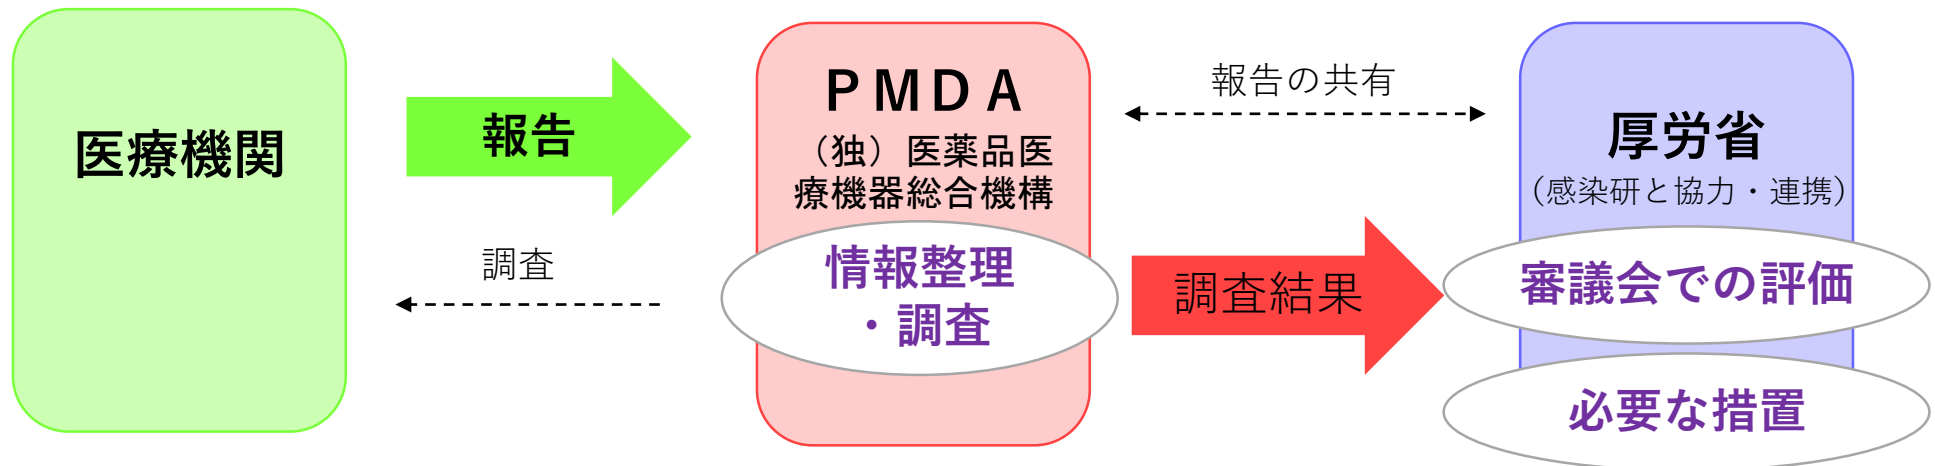 医療機関
報告
調査
ＰＭＤＡ
（独）医薬品医
療機器総合機構
情報整理
・調査
報告の共有
調査結果
厚労省
（感染研と協力・連携）
審議会での評価
必要な措置